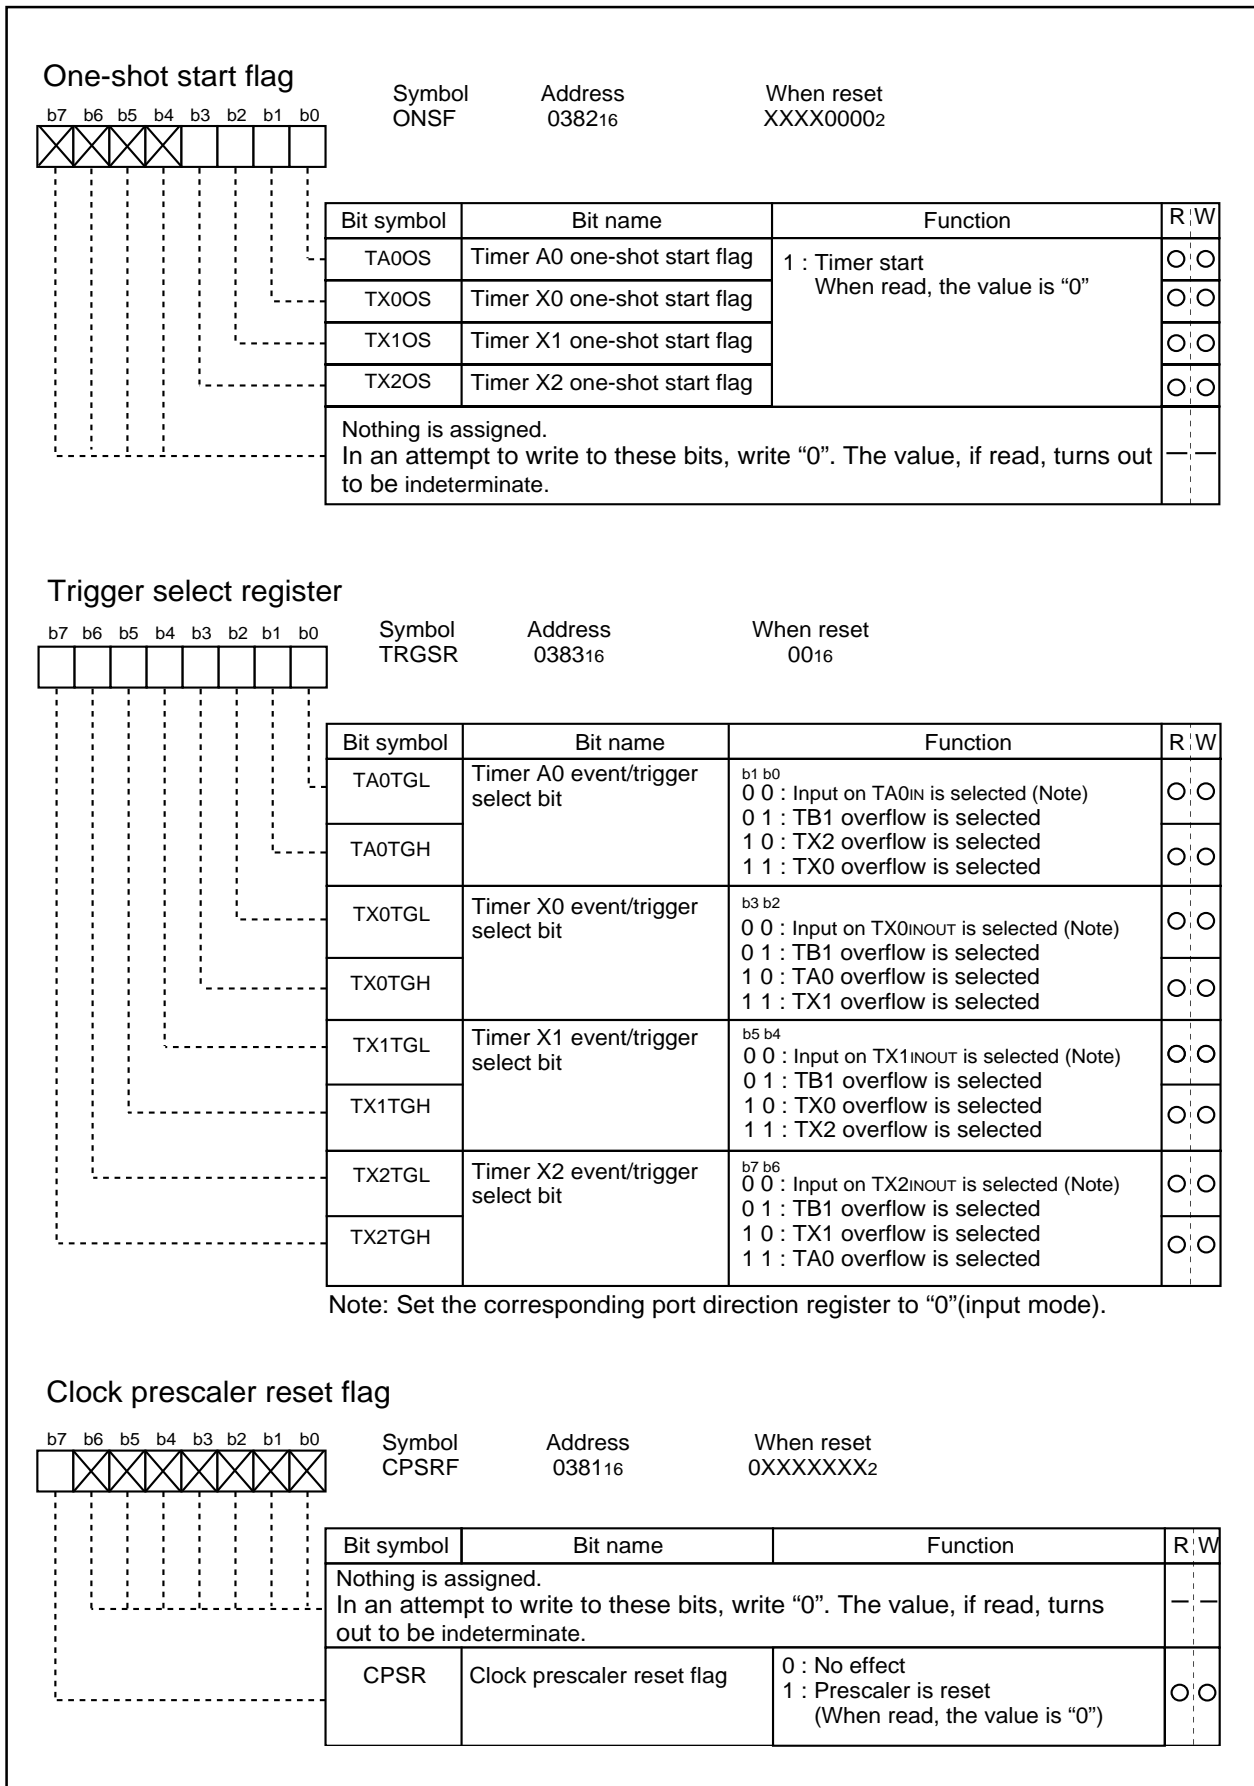 One-shot start flag
Symbol Address When reset
ONSF 038216 XXXX00002
b7 b6 b5 b4 b3 b2 b1 b0
Bit symbol Bit name Function R W
TA0OS Timer A0 one-shot start flag 1 : Timer start
When read, the value is “0”
TX0OS Timer X0 one-shot start flag
TX1OS Timer X1 one-shot start flag
TX2OS Timer X2 one-shot start flag
Nothing is assigned.
In an attempt to write to these bits, write “0”. The value, if read, turns out
to be indeterminate.
Trigger select register
Symbol Address When reset
TRGSR 038316 0016
b7 b6 b5 b4 b3 b2 b1 b0
Bit symbol Bit name Function R W
TA0TGL Timer A0 event/trigger
select bit
TA0TGH
b1 b0
0 0 : Input on TA0IN is selected (Note)
0 1 : TB1 overflow is selected
1 0 : TX2 overflow is selected
1 1 : TX0 overflow is selected
TX0TGL Timer X0 event/trigger
select bit
TX0TGH
b3 b2
0 0 : Input on TX0INOUT is selected (Note)
0 1 : TB1 overflow is selected
1 0 : TA0 overflow is selected
1 1 : TX1 overflow is selected
TX1TGL Timer X1 event/trigger
select bit
TX1TGH
b5 b4
0 0 : Input on TX1INOUT is selected (Note)
0 1 : TB1 overflow is selected
1 0 : TX0 overflow is selected
1 1 : TX2 overflow is selected
TX2TGL Timer X2 event/trigger
select bit
TX2TGH
b7 b6
0 0 : Input on TX2INOUT is selected (Note)
0 1 : TB1 overflow is selected
1 0 : TX1 overflow is selected
1 1 : TA0 overflow is selected
Note: Set the corresponding port direction register to “0”(input mode).
Clock prescaler reset flag
Symbol Address When reset
CPSRF 038116 0XXXXXXX2
b7 b6 b5 b4 b3 b2 b1 b0
Bit symbol Bit name Function R W
Nothing is assigned.
In an attempt to write to these bits, write “0”. The value, if read, turns
out to be indeterminate.
CPSR Clock prescaler reset flag 0 : No effect
1 : Prescaler is reset
(When read, the value is “0”)